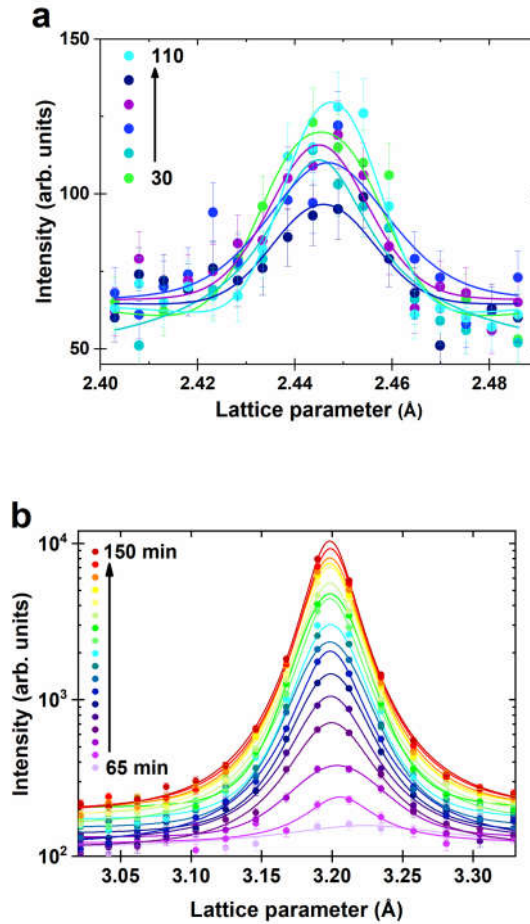 a
150
110
30
100
50
Intensity (arb. units)
2.40 2.42 2.44 2.46 2.48
Lattice parameter (Å)
b
10⁴
150 min
10³
65 min
10²
Intensity (arb. units)
3.05 3.10 3.15 3.20 3.25 3.30
Lattice parameter (Å)